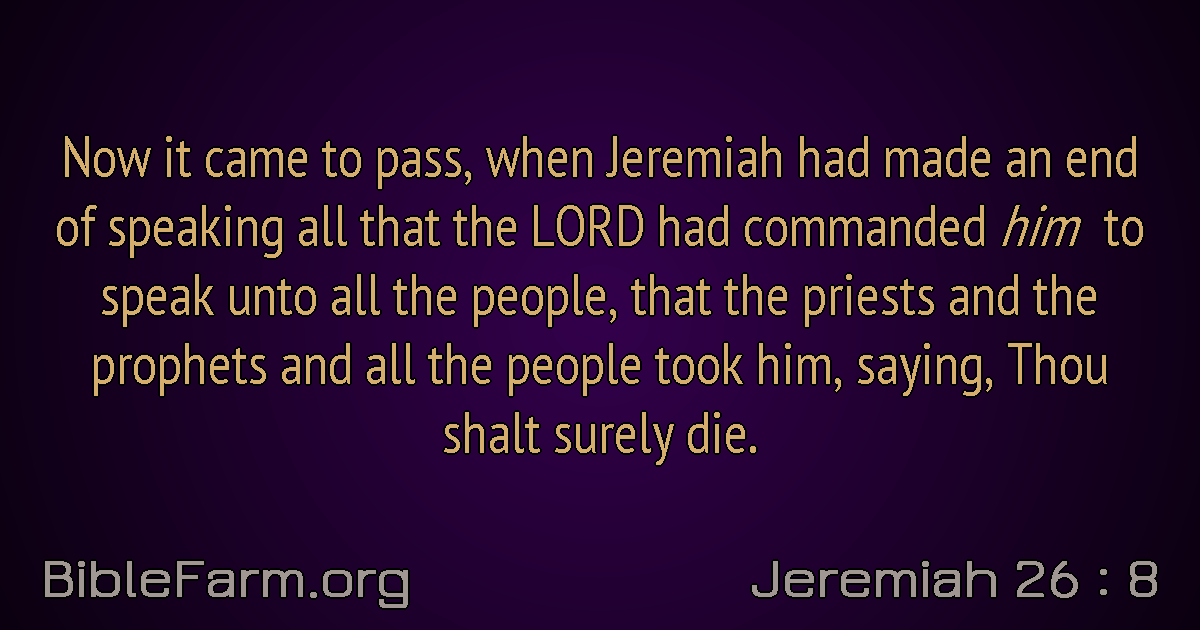 Now it came to pass, when Jeremiah had made an end
of speaking all that the LORD had commanded him to
speak unto all the people, that the priests and the
prophets and all the people took him, saying, Thou
shalt surely die.
BibleFarm.org
Jeremiah 26 : 8